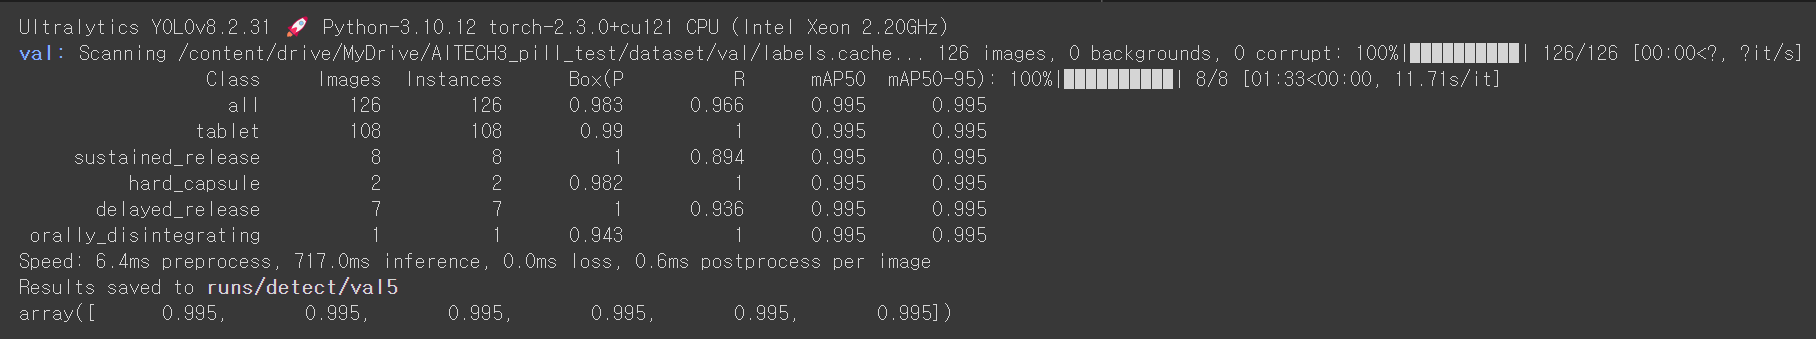 Ultralytics YOLOv8.2.31 🚀 Python-3.10.12 torch-2.3.0+cu121 CPU (Intel Xeon 2.20GHz)
val: Scanning /content/drive/MyDrive/AITECH3_pill_test/dataset/val/labels.cache... 126 images, 0 backgrounds, 0 corrupt: 100%|██████████| 126/126 [00:00<?, ?it/s]
Class Images Instances Box(P R mAP50 mAP50-95): 100%|██████████| 8/8 [01:33<00:00, 11.71s/it]
all 126 126 0.983 0.966 0.995 0.995
tablet 108 108 0.99 1 0.995 0.995
sustained_release 8 8 1 0.894 0.995 0.995
hard_capsule 2 2 0.982 1 0.995 0.995
delayed_release 7 7 1 0.936 0.995 0.995
orally_disintegrating 1 1 0.943 1 0.995 0.995
Speed: 6.4ms preprocess, 717.0ms inference, 0.0ms loss, 0.6ms postprocess per image
Results saved to runs/detect/val5
array([ 0.995, 0.995, 0.995, 0.995, 0.995, 0.995])